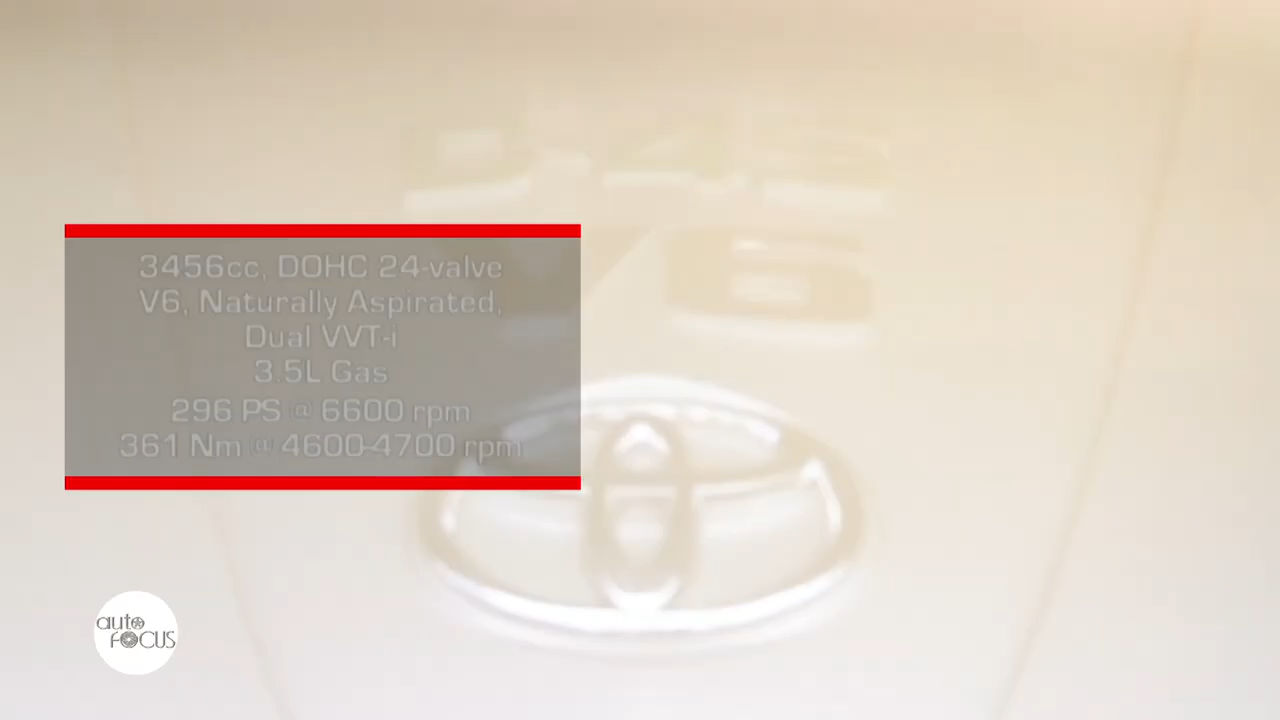 V6
3456cc, DOHC 24-valve
V6, Naturally Aspirated,
Dual VVT-i
3.5L Gas
296 PS @ 6600 rpm
361 Nm @ 4600-4700 rpm
auto
FOCUS